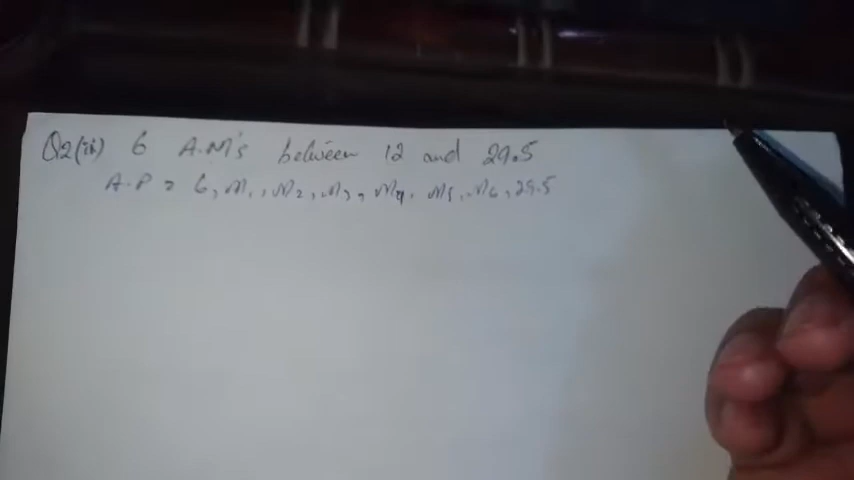 Q2(iii) 6 A.M's between 12 and 29.5
A.P = 6, M1, M2, M3, M4, M5, M6, 29.5